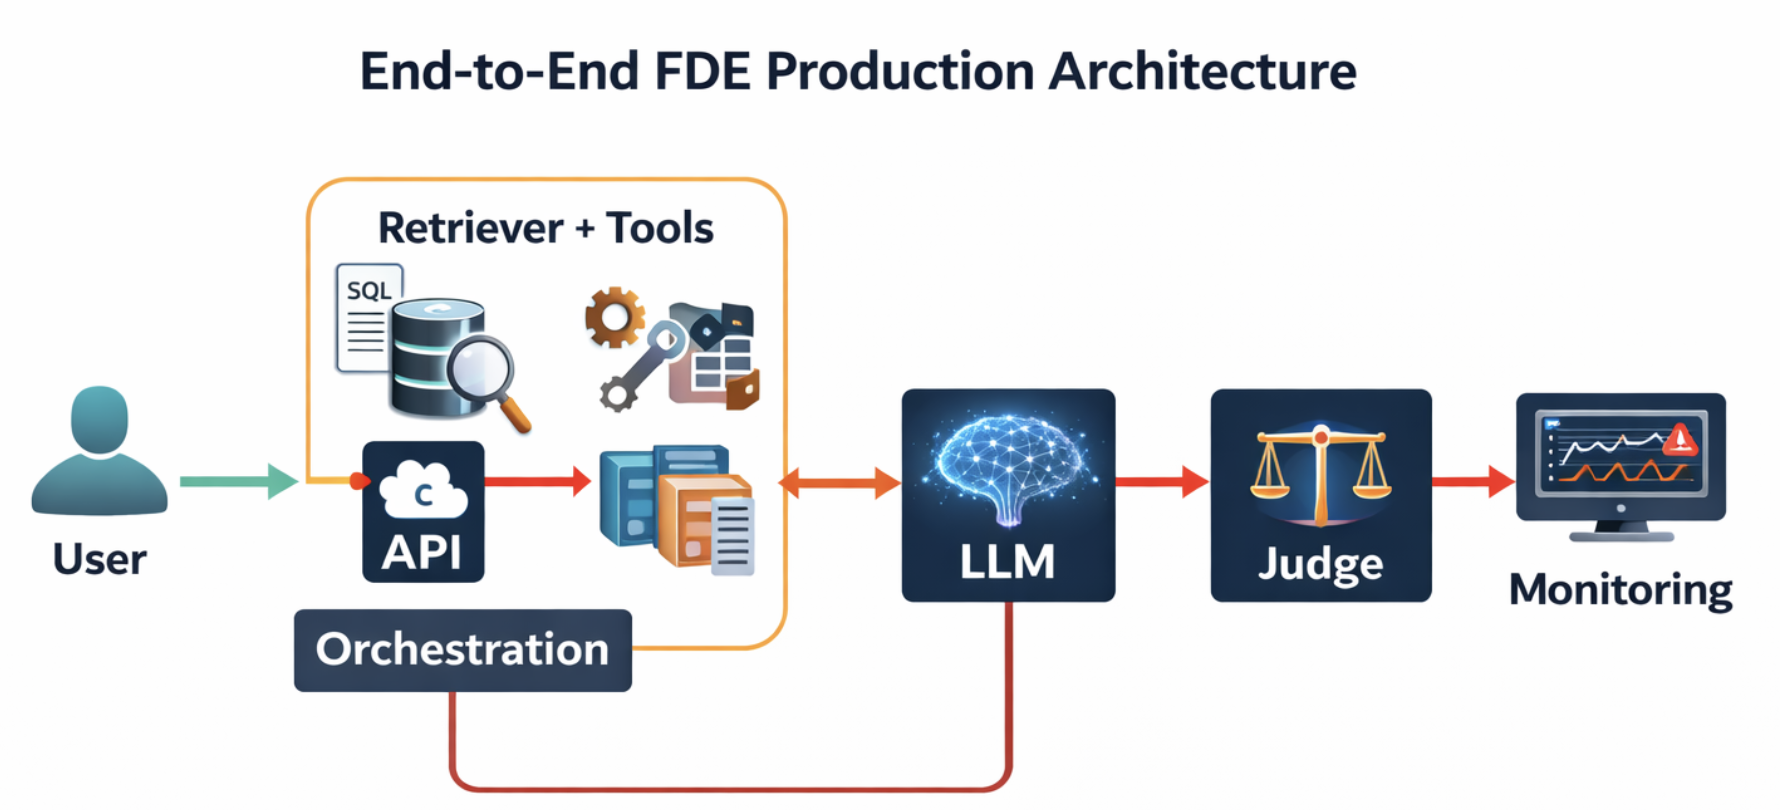 End-to-End FDE Production Architecture
Retriever + Tools
SQL
C
API
User
Orchestration
LLM
Judge
Monitoring